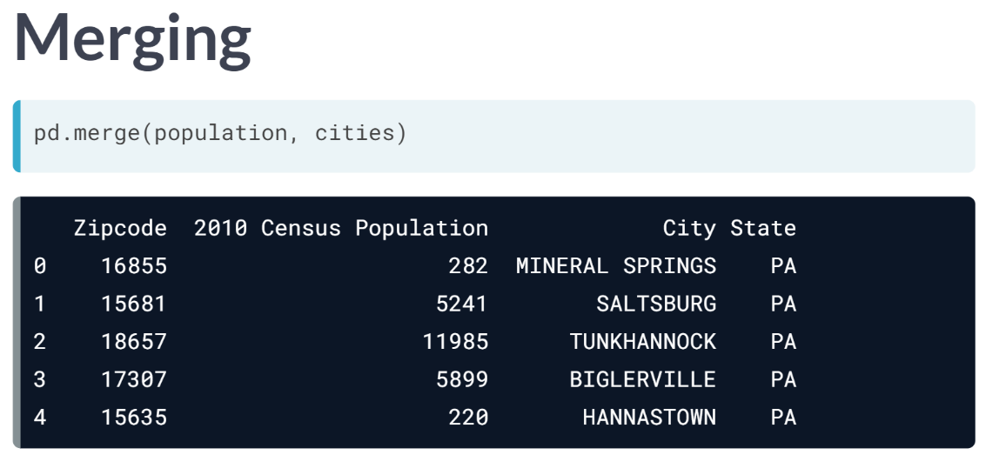 Merging
pd.merge(population, cities)
Zipcode 2010 Census Population City State
0 16855 282 MINERAL SPRINGS PA
1 15681 5241 SALTSBURG PA
2 18657 11985 TUNKHANNOCK PA
3 17307 5899 BIGLERVILLE PA
4 15635 220 HANNASTOWN PA